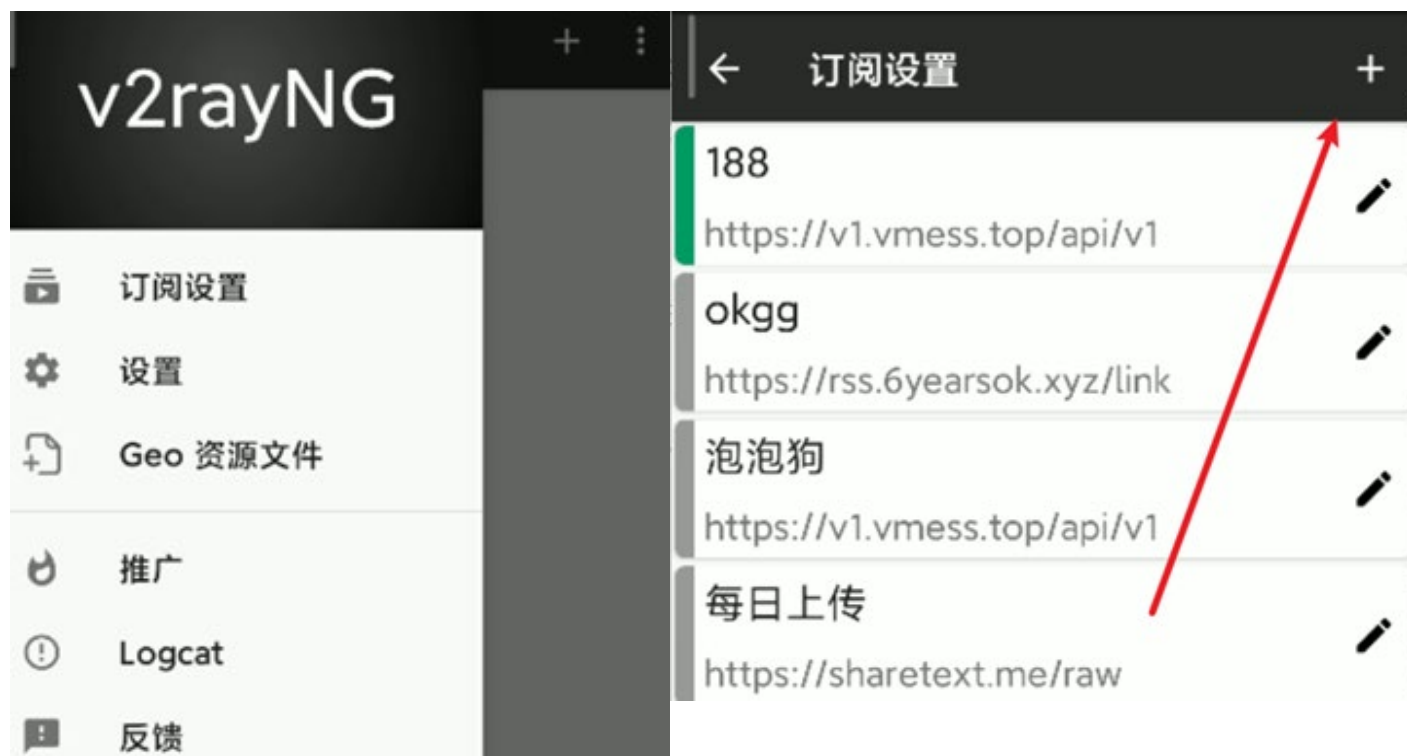 v2rayNG
订阅设置
设置
Geo 资源文件
推广
Logcat
反馈
订阅设置
188
https://v1.vmess.top/api/v1
okgg
https://rss.6yearsok.xyz/link
泡泡狗
https://v1.vmess.top/api/v1
每日上传
https://sharetext.me/raw